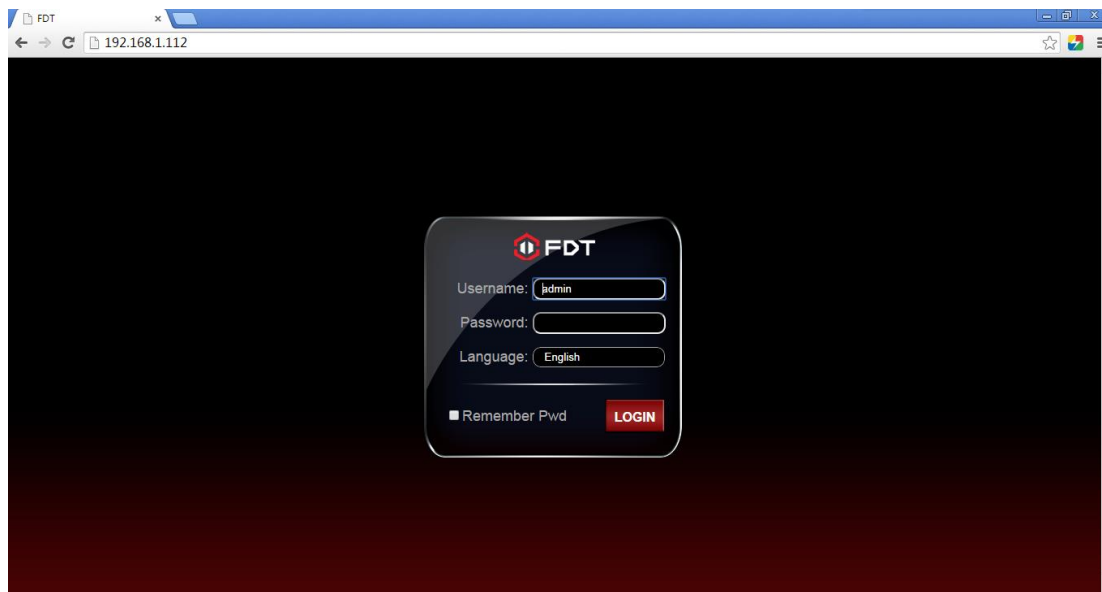 FDT
192.168.1.112
FDT
Username: admin
Password:
Language: English
Remember Pwd LOGIN